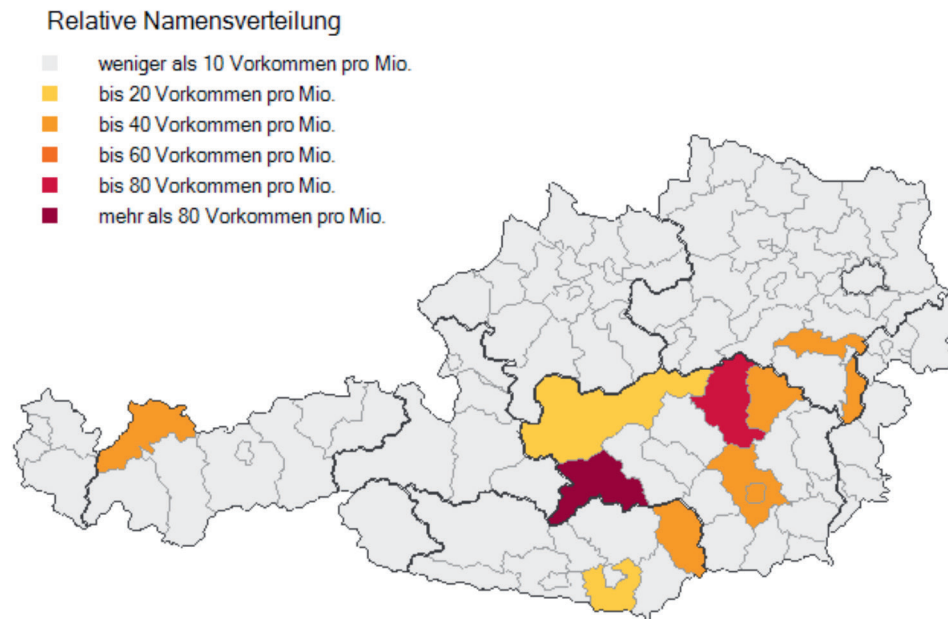 Relative Namensverteilung
weniger als 10 Vorkommen pro Mio.
bis 20 Vorkommen pro Mio.
bis 40 Vorkommen pro Mio.
bis 60 Vorkommen pro Mio.
bis 80 Vorkommen pro Mio.
mehr als 80 Vorkommen pro Mio.